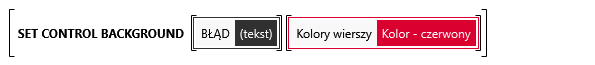 SET CONTROL BACKGROUND BŁĄD (tekst) Kolory wierszy Kolor - czerwony